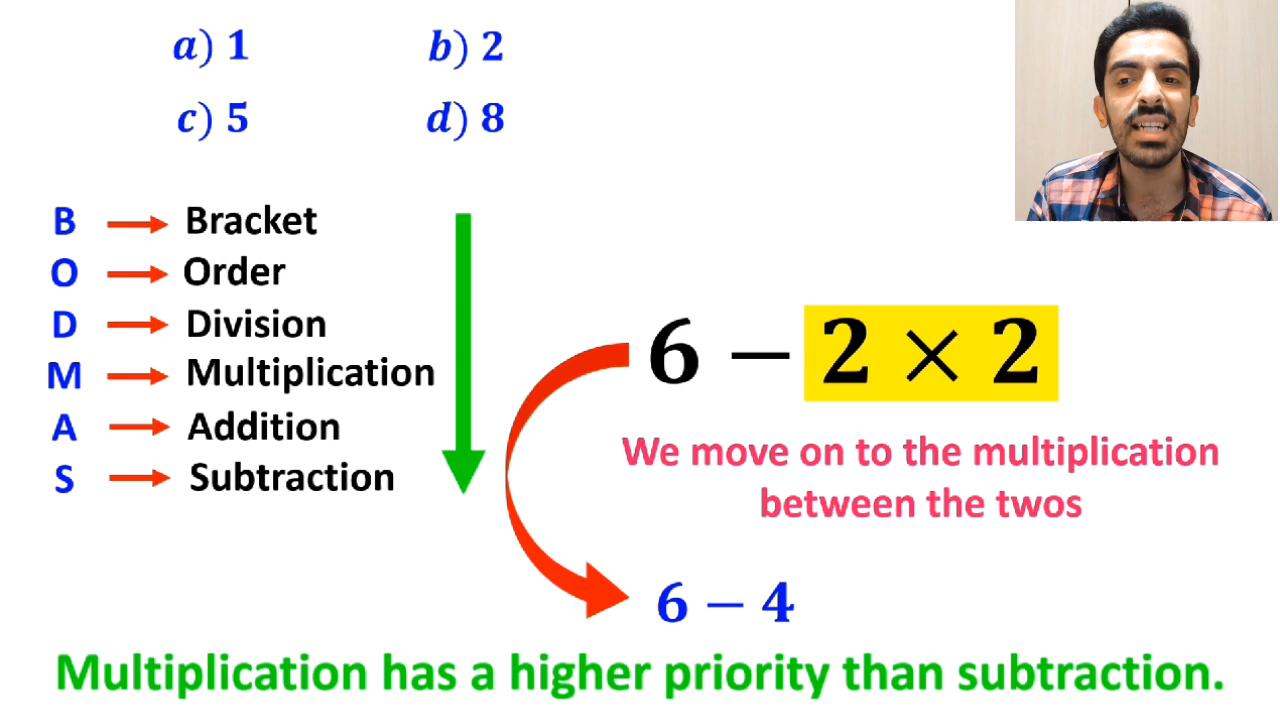 a) 1 b) 2
c) 5 d) 8
B Bracket
O Order
D Division
M Multiplication
A Addition
S Subtraction
6 − 2 × 2
We move on to the multiplication
between the twos
6 − 4
Multiplication has a higher priority than subtraction.